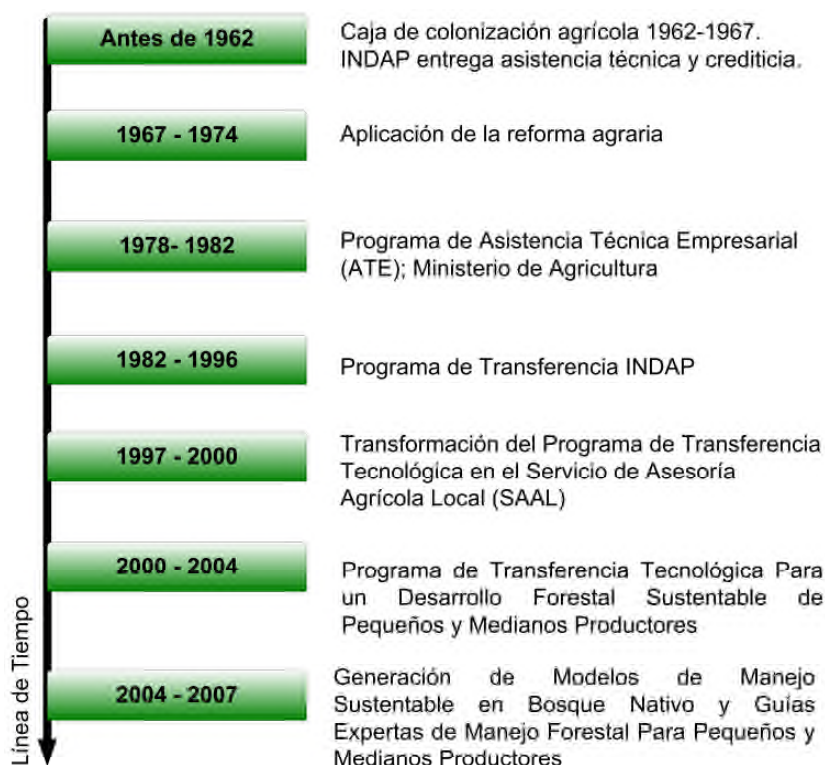 Antes de 1962
Caja de colonización agrícola 1962-1967.
INDAP entrega asistencia técnica y crediticia.
1967 - 1974
Aplicación de la reforma agraria
1978- 1982
Programa de Asistencia Técnica Empresarial
(ATE); Ministerio de Agricultura
1982 - 1996
Programa de Transferencia INDAP
1997 - 2000
Transformación del Programa de Transferencia
Tecnológica en el Servicio de Asesoría
Agrícola Local (SAAL)
2000 - 2004
Programa de Transferencia Tecnológica Para
un Desarrollo Forestal Sustentable de
Pequeños y Medianos Productores
2004 - 2007
Generación de Modelos de Manejo
Sustentable en Bosque Nativo y Guías
Expertas de Manejo Forestal Para Pequeños y
Medianos Productores
Línea de Tiempo